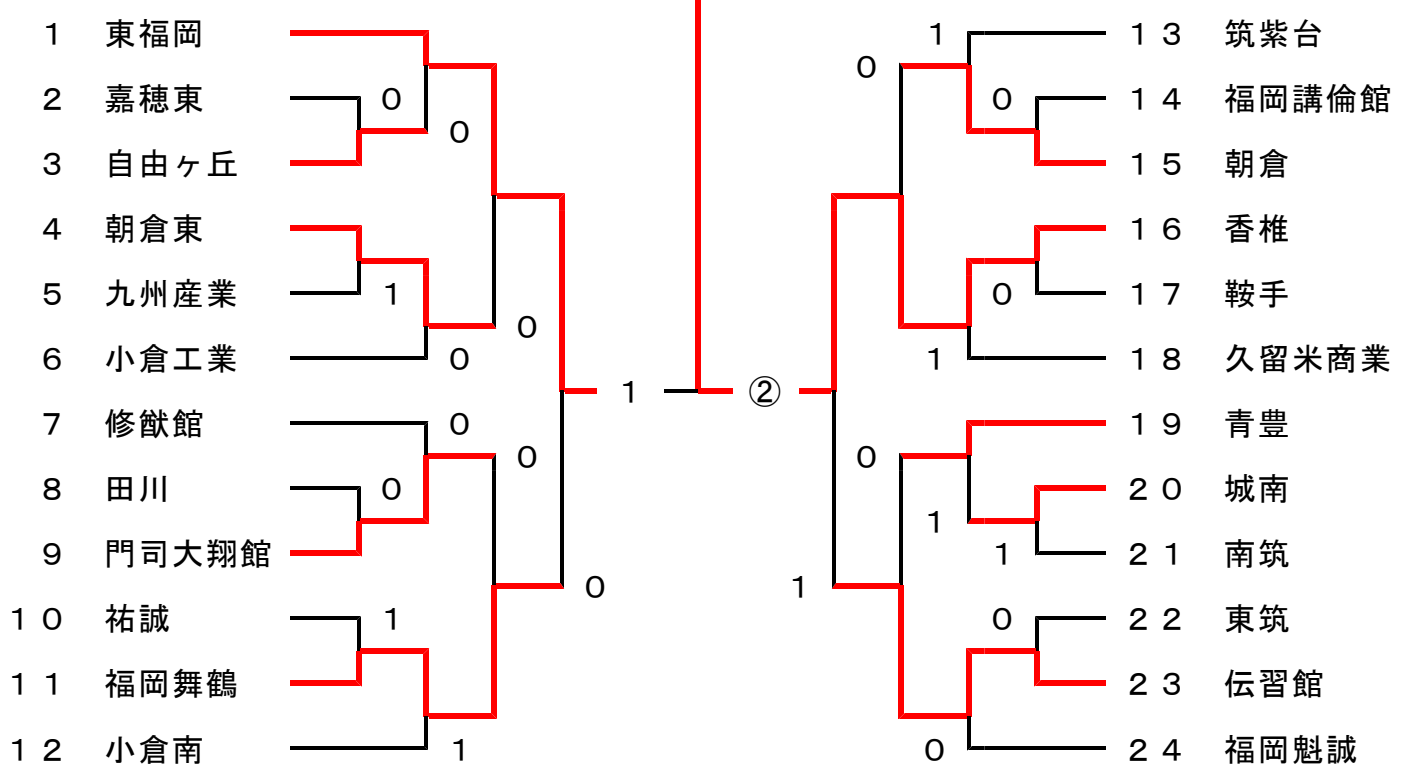 1 東福岡
2 嘉穂東
0
0
3 自由ヶ丘
4 朝倉東
5 九州産業
1
0
6 小倉工業
0
7 修猷館
0
0
8 田川
0
9 門司大翔館
0
10 祐誠
1
11 福岡舞鶴
12 小倉南
1
1
②
1
13 筑紫台
0
0
14 福岡講倫館
15 朝倉
16 香椎
0
17 鞍手
1
18 久留米商業
19 青豊
0
20 城南
1
1
21 南筑
1
0
22 東筑
23 伝習館
0
24 福岡魁誠